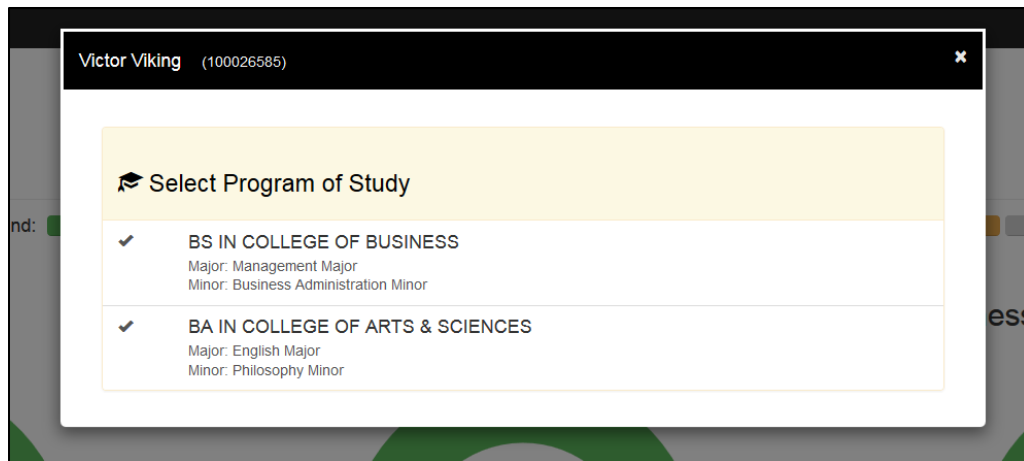 Victor Viking (100026585)
Select Program of Study
nd:
BS IN COLLEGE OF BUSINESS
Major: Management Major
Minor: Business Administration Minor
BA IN COLLEGE OF ARTS & SCIENCES
ess
Major: English Major
Minor: Philosophy Minor